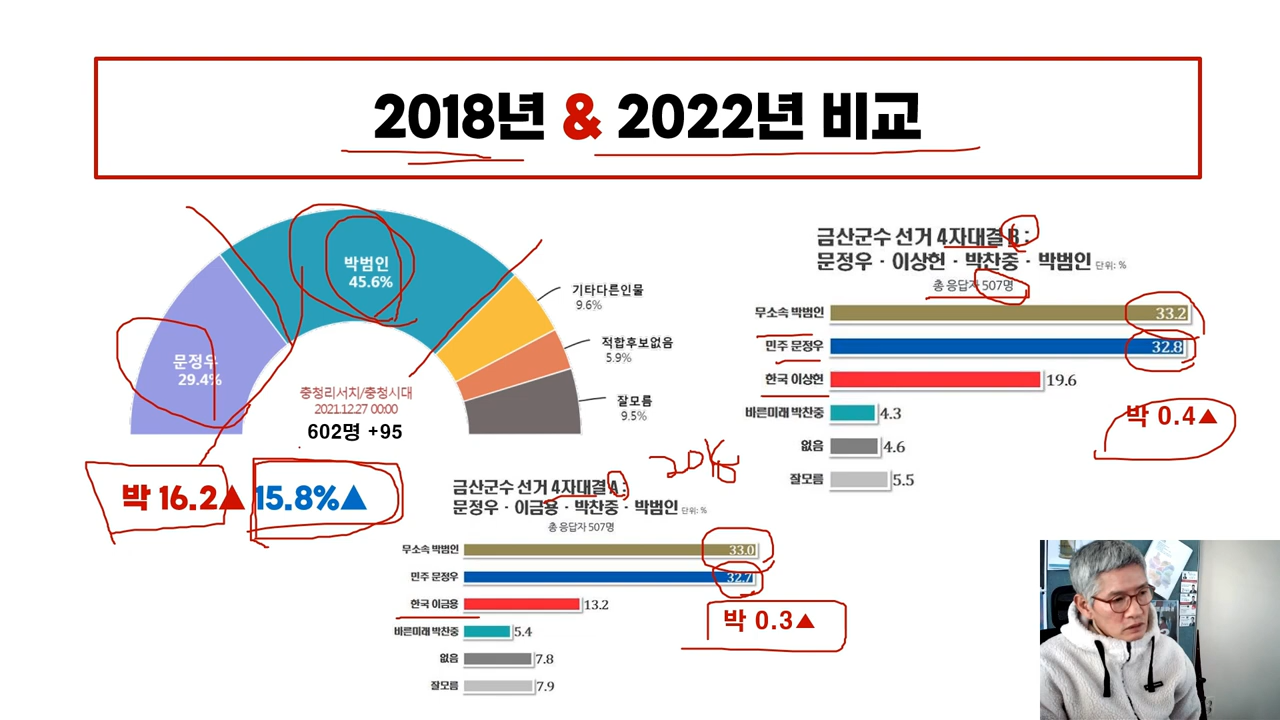 2018년 & 2022년 비교
박범인
45.6%
문정우
29.4%
기타다른인물
9.6%
적합후보없음
5.9%
잘모름
9.5%
충청리서치/충청시대
2021.12.27 00:00
602명 +95
박 16.2▲ 15.8%▲
금산군수 선거 4자대결 B :
문정우 · 이상헌 · 박찬중 · 박범인 단위: %
총 응답자 507명
무소속 박범인 33.2
민주 문정우 32.8
한국 이상헌 19.6
바른미래 박찬중 4.3
없음 4.6
잘모름 5.5
박 0.4▲
2018
금산군수 선거 4자대결 A :
문정우 · 이금용 · 박찬중 · 박범인 단위: %
총 응답자 507명
무소속 박범인 33.0
민주 문정우 32.7
한국 이금용 13.2
바른미래 박찬중 5.4
없음 7.8
잘모름 7.9
박 0.3▲